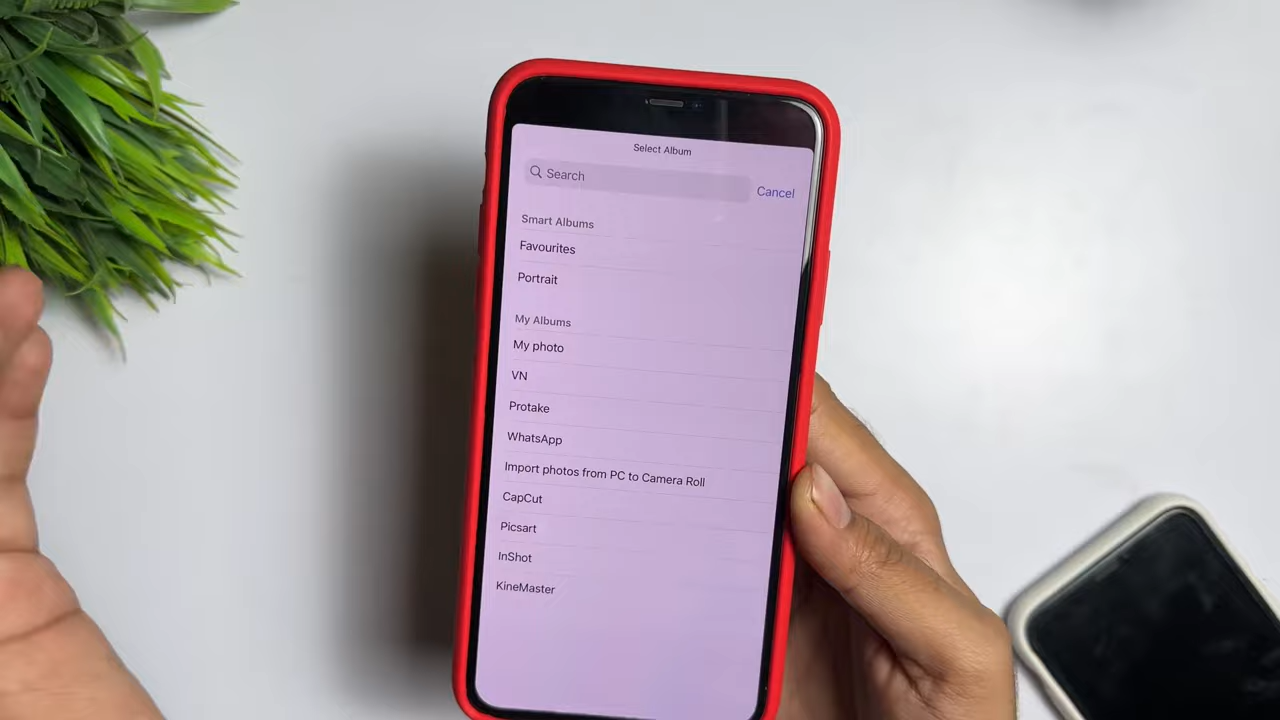 Select Album
Search
Cancel
Smart Albums
Favourites
Portrait
My Albums
My photo
VN
Protake
WhatsApp
Import photos from PC to Camera Roll
CapCut
Picsart
InShot
KineMaster